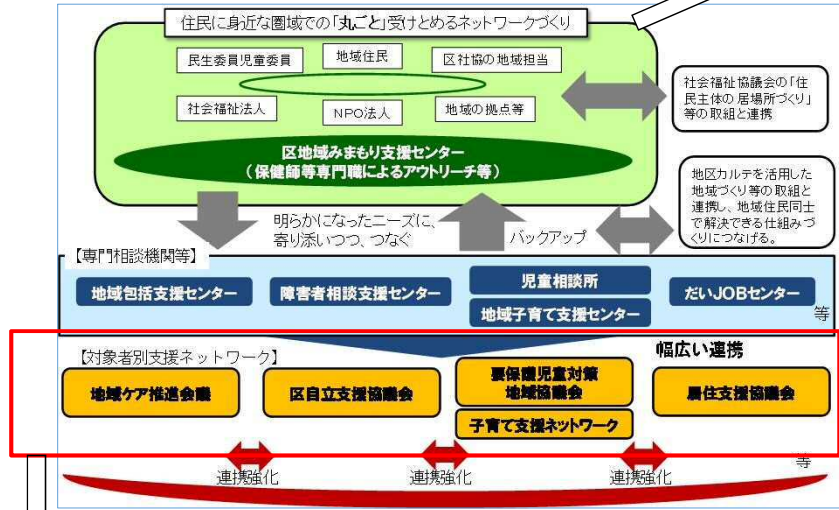 住民に身近な圏域での「丸ごと」受けとめるネットワークづくり
民生委員児童委員
地域住民
区社協の地域担当
社会福祉法人
NPO法人
地域の拠点等
区地域みまもり支援センター
（保健師等専門職によるアウトリーチ等）
社会福祉協議会の「住
民主体の居場所づくり」
等の取組と連携
地区カルテを活用した
地域づくり等の取組と
連携し、地域住民同士
で解決できる仕組みづ
くりにつなげる。
明らかになったニーズに、
寄り添いつつ、つなぐ
バックアップ
【専門相談機関等】
地域包括支援センター
障害者相談支援センター
児童相談所
地域子育て支援センター
だいJOBセンター
等
【対象者別支援ネットワーク】
幅広い連携
地域ケア推進会議
区自立支援協議会
要保護児童対策
地域協議会
子育て支援ネットワーク
居住支援協議会
連携強化
連携強化
連携強化
等